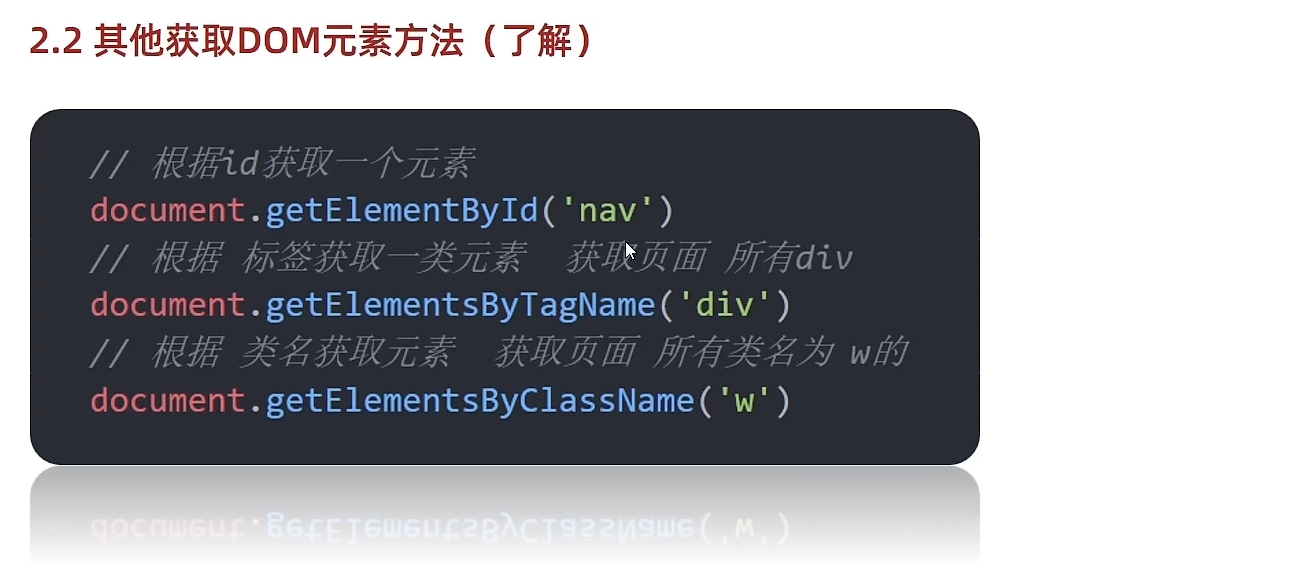 2.2 其他获取DOM元素方法（了解）
// 根据id获取一个元素
document.getElementById('nav')
// 根据 标签获取一类元素  获取页面 所有div
document.getElementsByTagName('div')
// 根据 类名获取元素  获取页面 所有类名为 w的
document.getElementsByClassName('w')